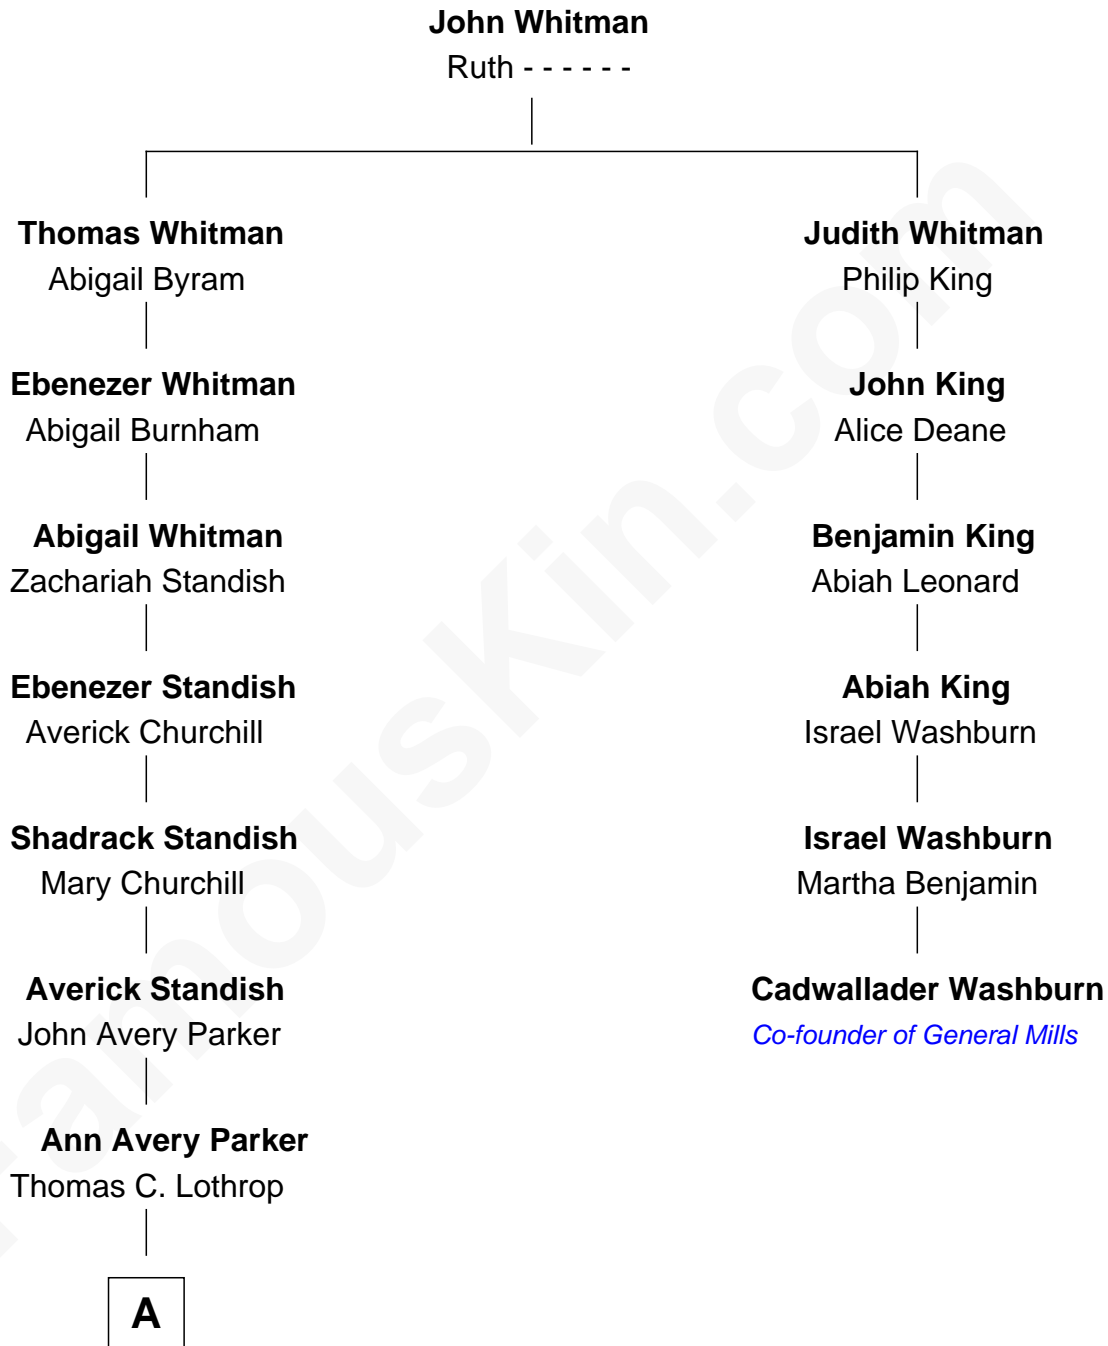 John Whitman
Ruth - - - - - -
Thomas Whitman
Abigail Byram
Judith Whitman
Philip King
Ebenezer Whitman
Abigail Burnham
John King
Alice Deane
Abigail Whitman
Zachariah Standish
Benjamin King
Abiah Leonard
Ebenezer Standish
Averick Churchill
Abiah King
Israel Washburn
Shadrack Standish
Mary Churchill
Israel Washburn
Martha Benjamin
Averick Standish
John Avery Parker
Cadwallader Washburn
Co-founder of General Mills
Ann Avery Parker
Thomas C. Lothrop
A
FamousKin.com